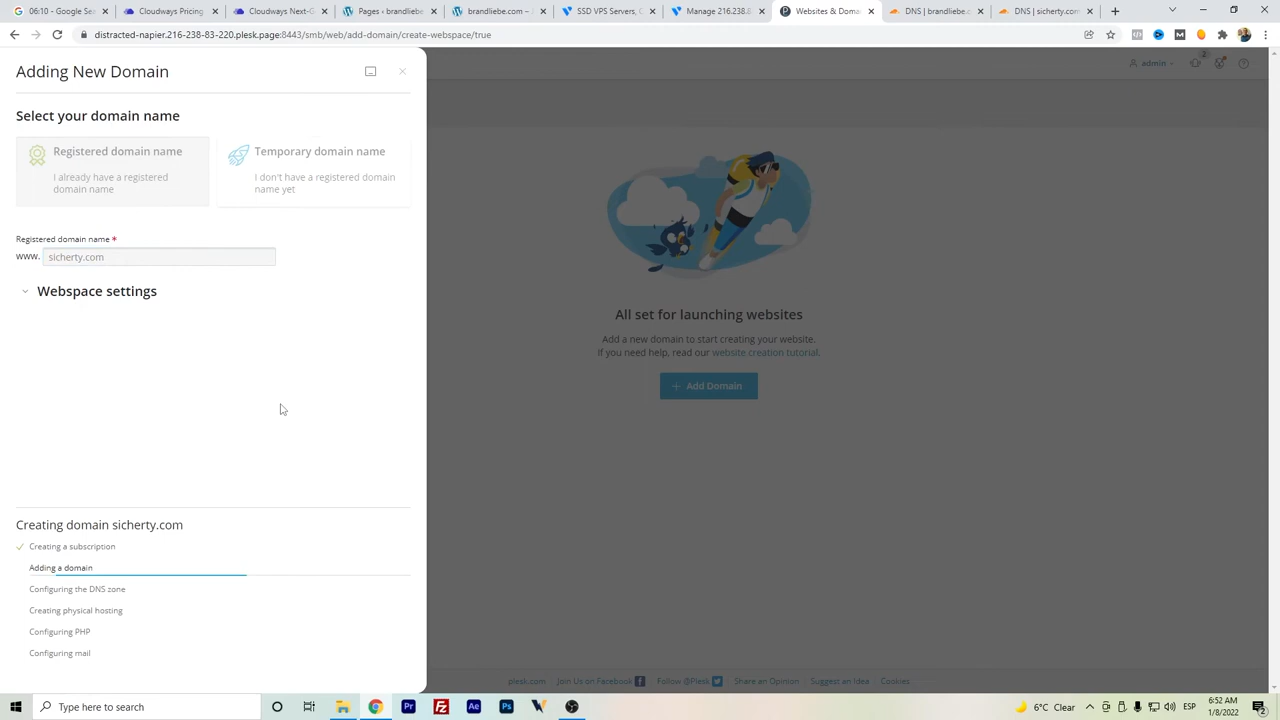 06:10 - Google
Cloudways Pricing
Cloudways Next-G
Pages ‹ brandliebe
brandliebe.com –
SSD VPS Servers, C
Manage 216.238.8
Websites & Doma
DNS | brandliebe.c
DNS | sicherty.com
distracted-napier.216-238-83-220.plesk.page:8443/smb/web/add-domain/create-webspace/true
Adding New Domain
admin
2
Select your domain name
Registered domain name
I already have a registered
domain name
Temporary domain name
I don't have a registered domain
name yet
Registered domain name *
www.
sicherty.com
Webspace settings
All set for launching websites
Add a new domain to start creating your website.
If you need help, read our website creation tutorial.
+ Add Domain
Creating domain sicherty.com
Creating a subscription
Adding a domain
Configuring the DNS zone
Creating physical hosting
Configuring PHP
Configuring mail
plesk.com
Join Us on Facebook
Follow @Plesk
Share an Opinion
Suggest an Idea
Cookies
Type here to search
Pr
Fz
Ae
Ps
6°C Clear
ESP
6:52 AM
1/8/2022
2